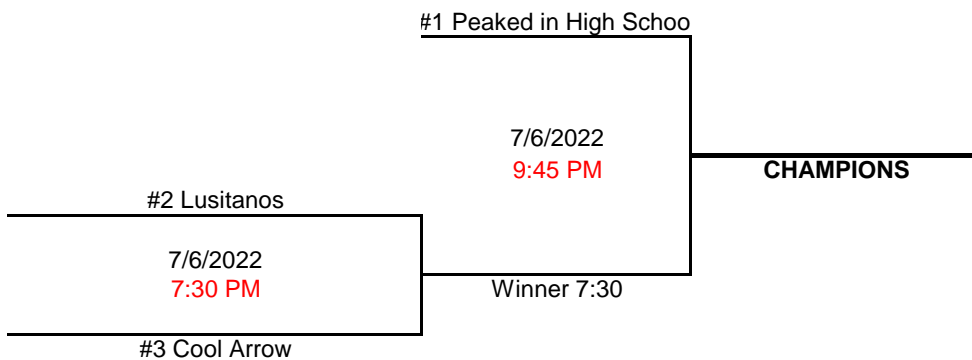 #1 Peaked in High Schoo
7/6/2022
9:45 PM
CHAMPIONS
#2 Lusitanos
7/6/2022
7:30 PM
Winner 7:30
#3 Cool Arrow